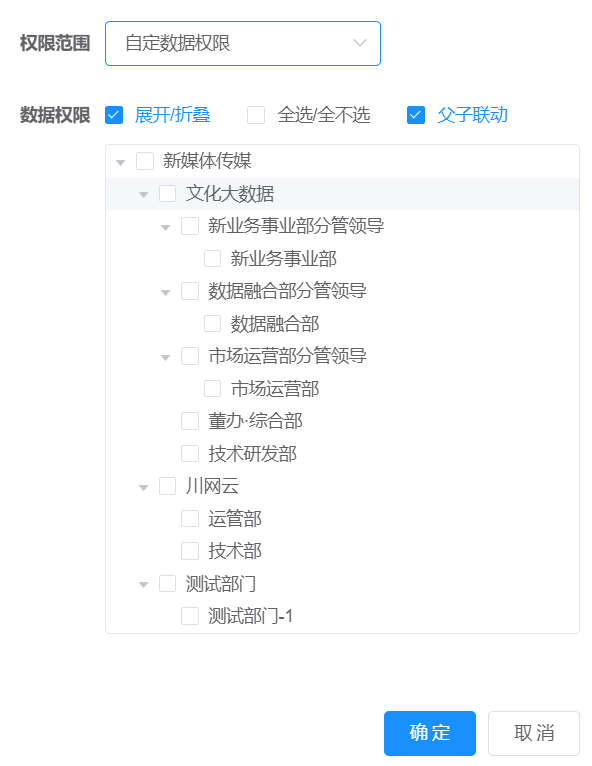 权限范围 自定数据权限
数据权限 展开/折叠 全选/全不选 父子联动
新媒体传媒
文化大数据
新业务事业部分管领导
新业务事业部
数据融合部分管领导
数据融合部
市场运营部分管领导
市场运营部
董办·综合部
技术研发部
川网云
运管部
技术部
测试部门
测试部门-1
确定 取消